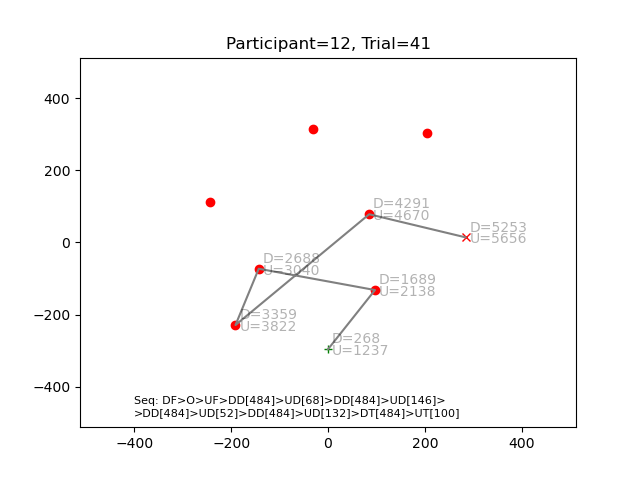 Participant=12, Trial=41
400
200
0
−200
−400
D=4291
U=4670
D=5253
U=5656
D=2688
U=3040
D=1689
U=2138
D=3359
U=3822
D=268
U=1237
Seq: DF>O>UF>DD[484]>UD[68]>DD[484]>UD[146]>
>DD[484]>UD[52]>DD[484]>UD[132]>DT[484]>UT[100]
−400 −200 0 200 400